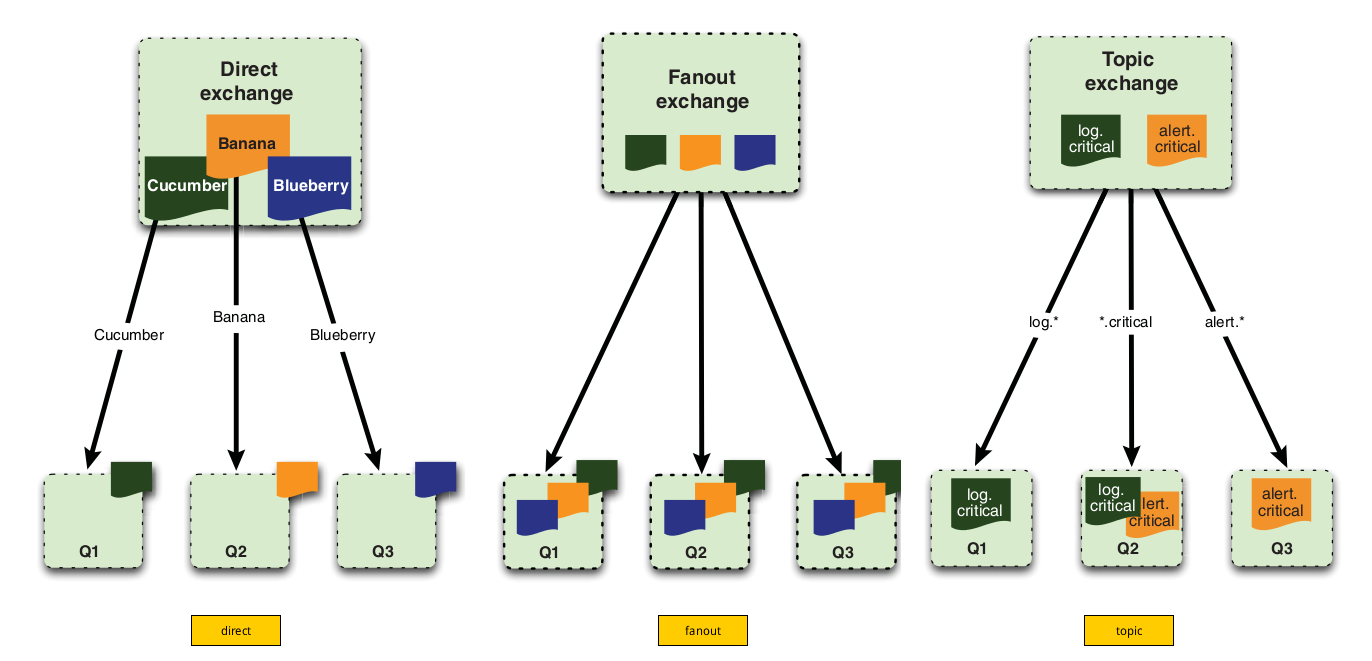 Direct
exchange
Banana
Cucumber
Blueberry
Cucumber
Banana
Blueberry
Q1
Q2
Q3
direct
Fanout
exchange
Q1
Q2
Q3
fanout
Topic
exchange
log.
critical
alert.
critical
log.*
*.critical
alert.*
log.
critical
Q1
log.
critical
lert.
critical
Q2
alert.
critical
Q3
topic